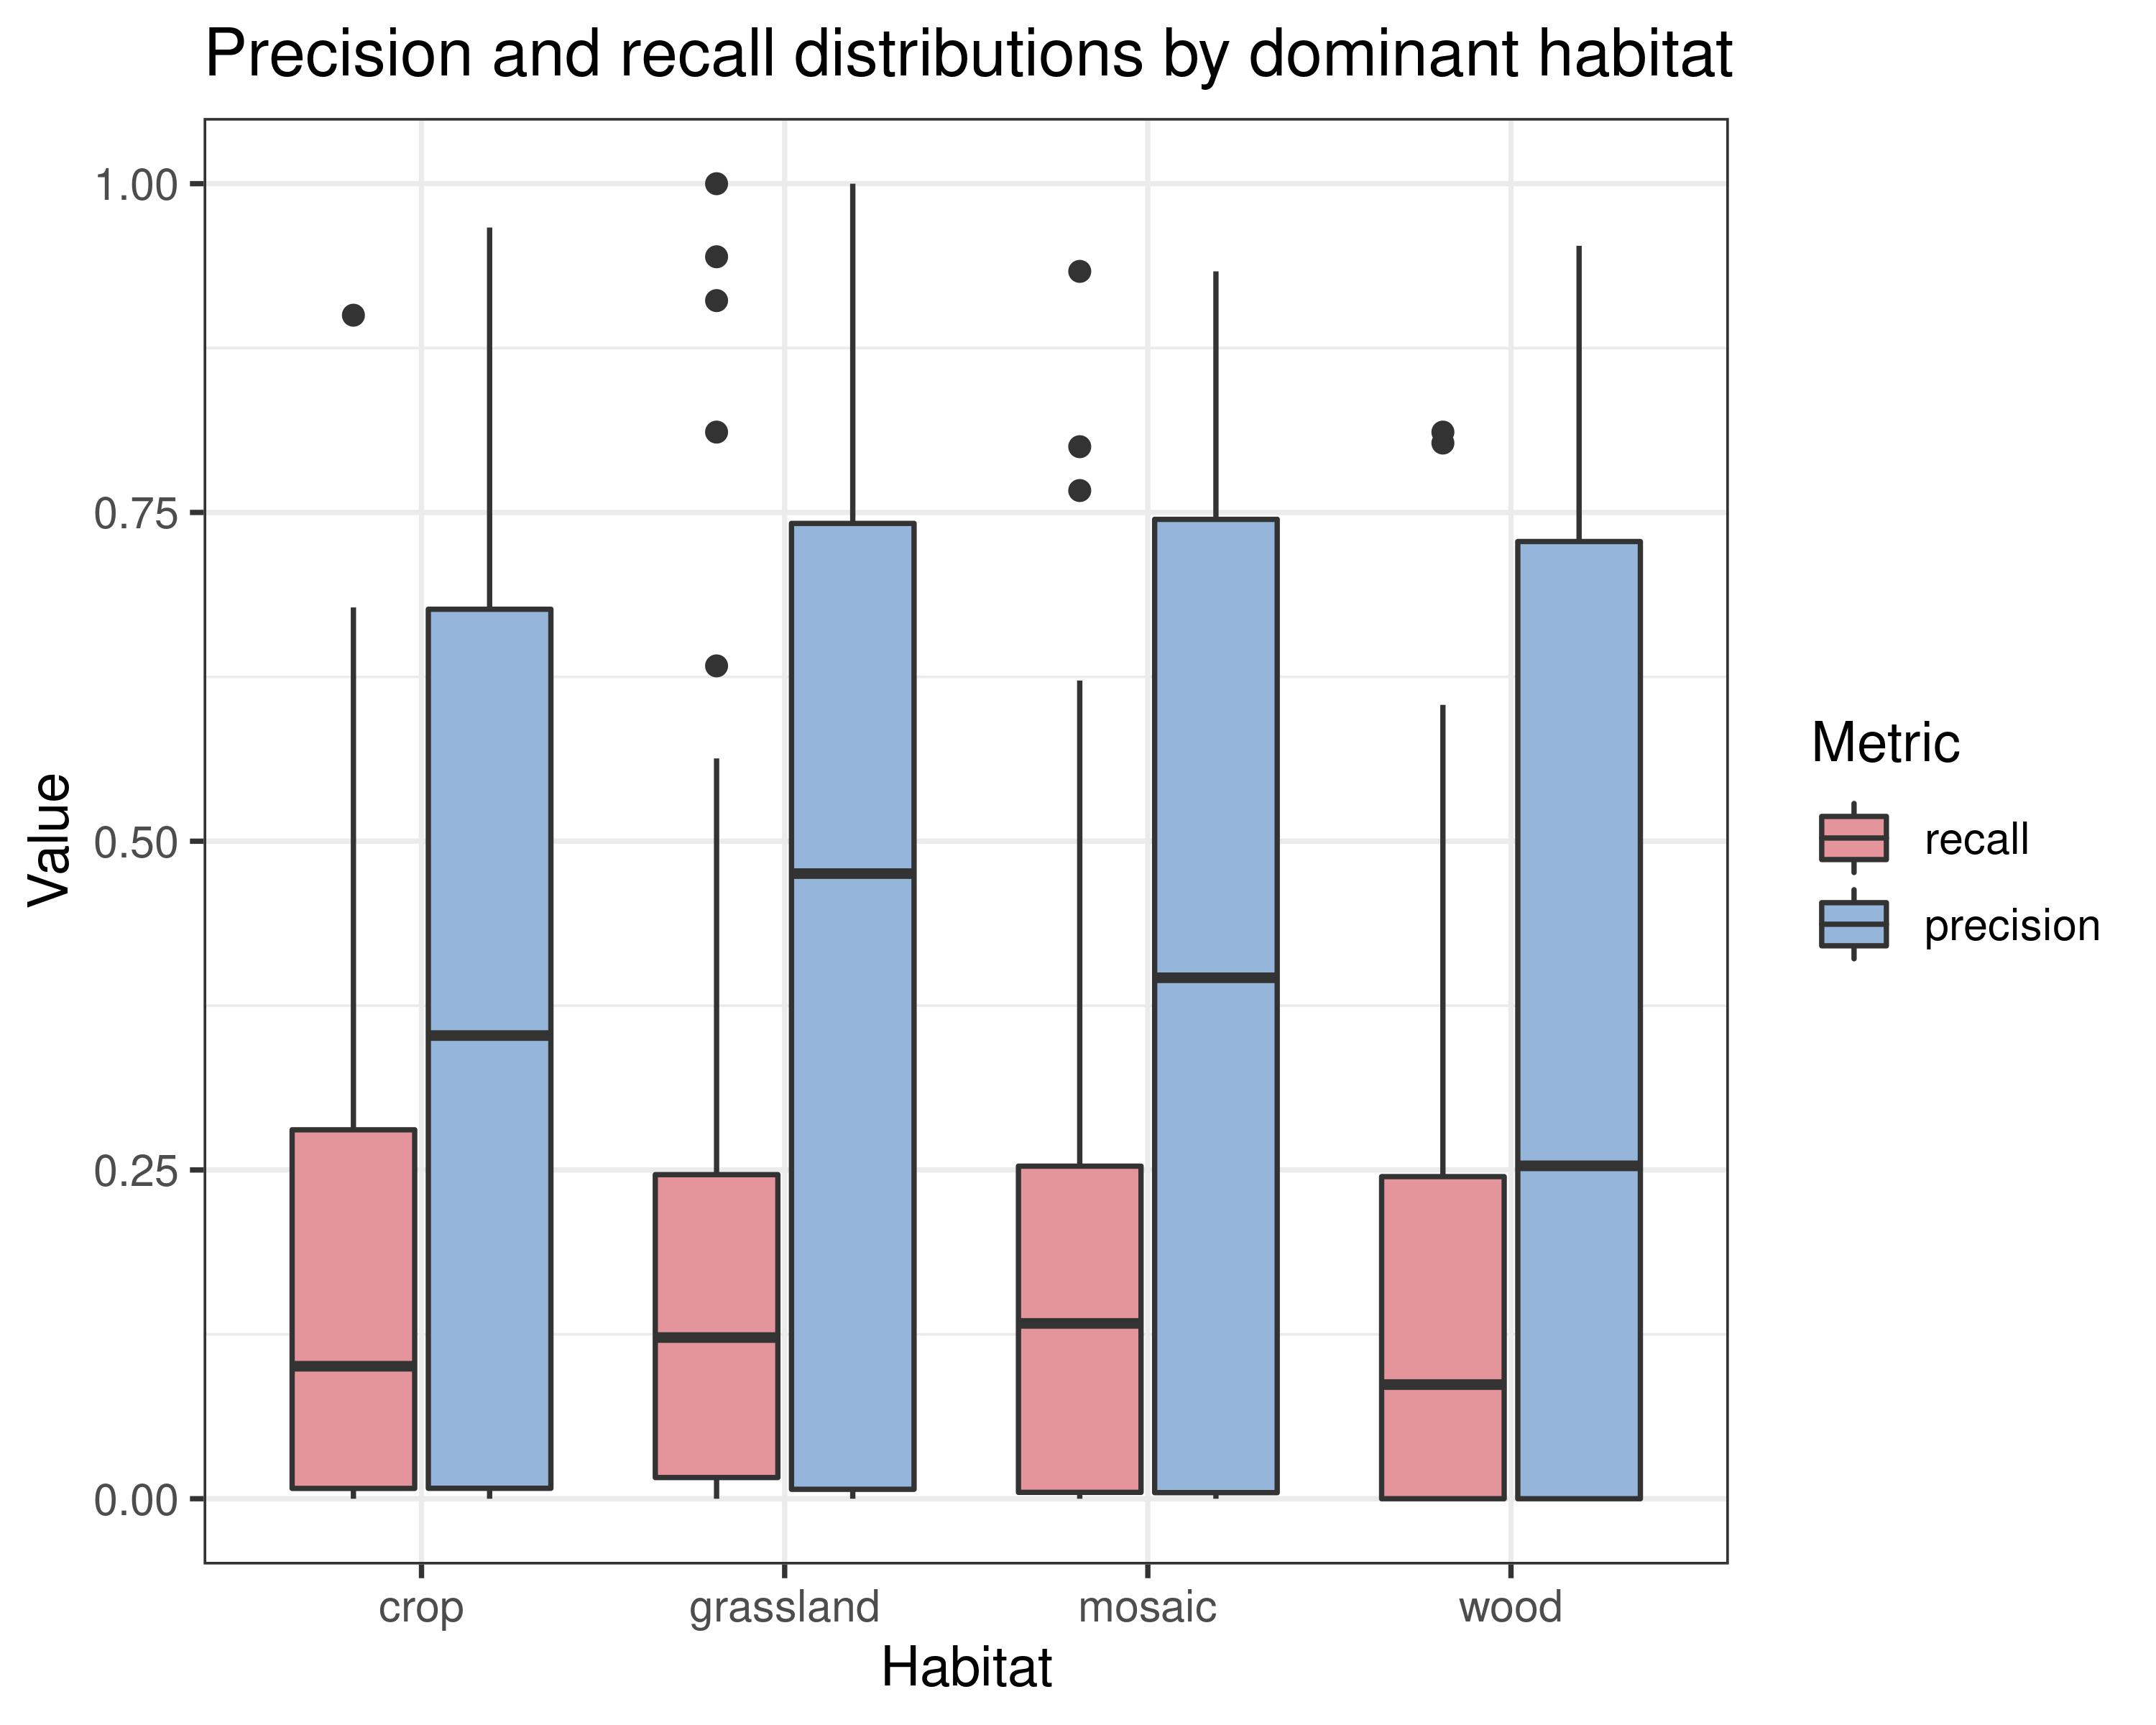 Precision and recall distributions by dominant habitat
1.00
0.75
0.50
0.25
0.00
Value
crop
grassland
mosaic
wood
Habitat
Metric
recall
precision